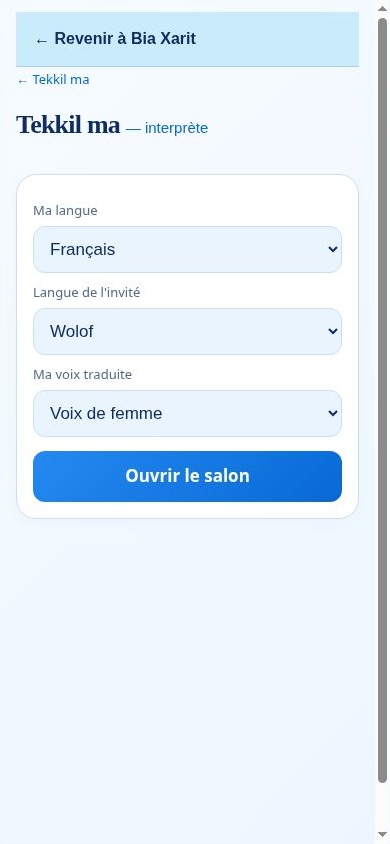 ← Revenir à Bia Xarit
← Tekkil ma
Tekkil ma — interprète
Ma langue
Français
Langue de l'invité
Wolof
Ma voix traduite
Voix de femme
Ouvrir le salon